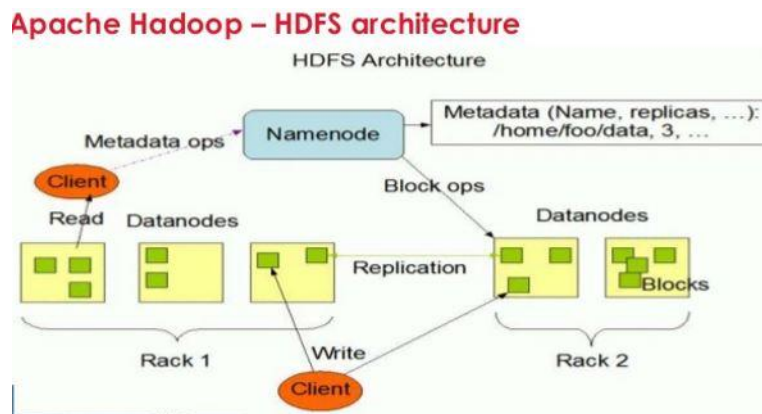 Apache Hadoop – HDFS architecture
HDFS Architecture
Metadata (Name, replicas, ...):
/home/foo/data, 3, ...
Namenode
Metadata ops
Client
Block ops
Read
Datanodes
Datanodes
Replication
Blocks
Rack 1
Write
Rack 2
Client